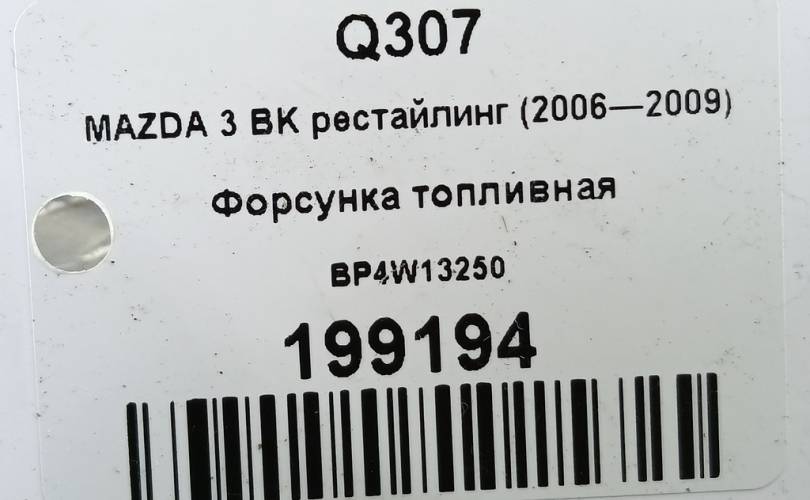 Q307
MAZDA 3 BK рестайлинг (2006—2009)
Форсунка топливная
BP4W13250
199194